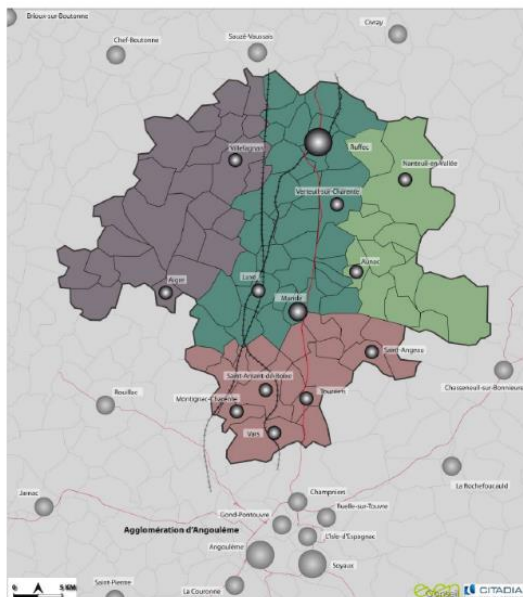 Brioux-sur-Boutonne
Civray
Sauzé-Vaussais
Chef-Boutonne
Ruffec
Villefagnan
Nanteuil-en-Vallée
Verteuil-sur-Charente
Aunac
Luxé
Aigre
Mansle
Saint-Angeau
Chasseneuil-sur-Bonnieure
Saint-Amant-de-Boixe
Rouillac
Montignac-Charente
Tourriers
Vars
La Rochefoucauld
Champniers
Jarnac
Gond-Pontouvre
Ruelle-sur-Touvre
Agglomération d'Angoulême
L'Isle-d'Espagnac
Angoulême
Soyaux
La Couronne
Saint-Pierre
0 5 KM
CITADIA